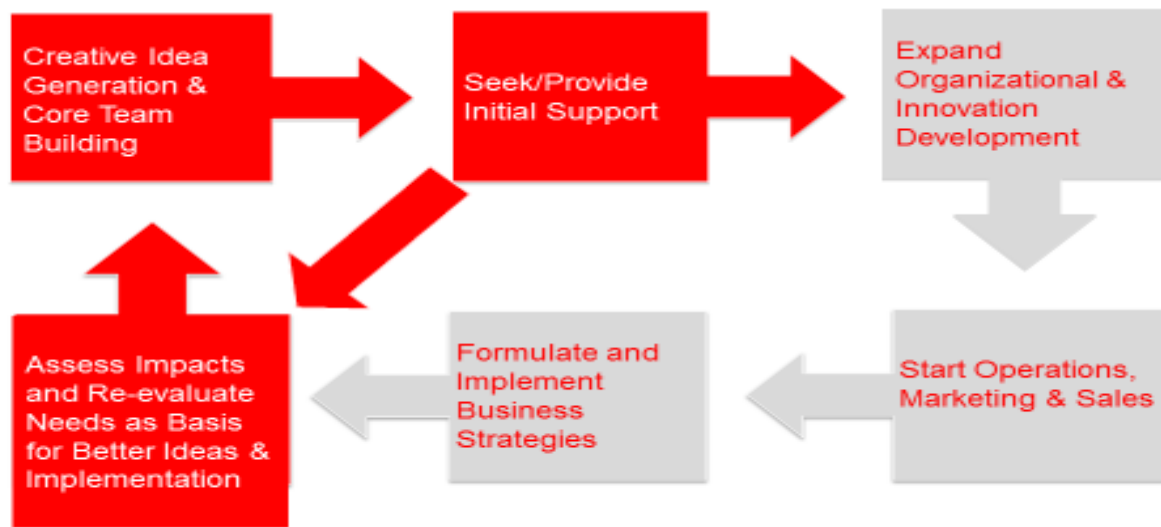 Creative Idea
Generation &
Core Team
Building
Seek/Provide
Initial Support
Expand
Organizational &
Innovation
Development
Start Operations,
Marketing & Sales
Formulate and
Implement
Business
Strategies
Assess Impacts
and Re-evaluate
Needs as Basis
for Better Ideas &
Implementation